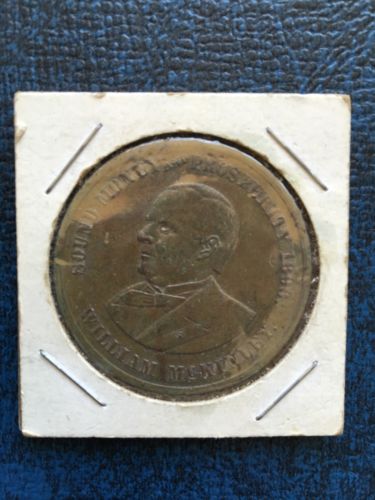 SOUND MONEY AND PROSPERITY 1896.
WILLIAM McKINLEY.